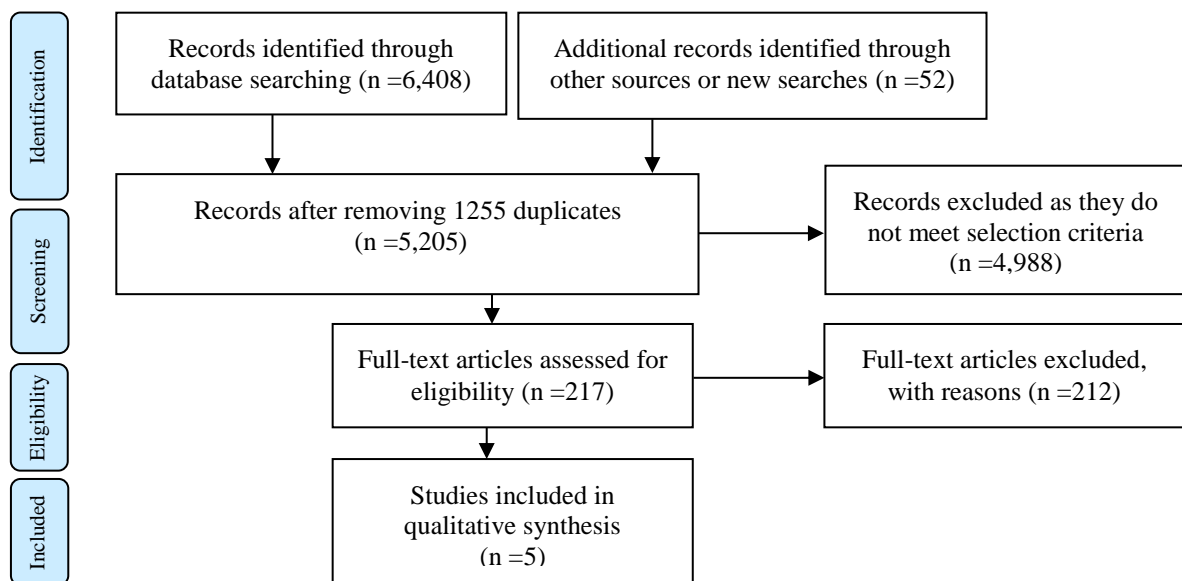 Identification
Records identified through
database searching (n =6,408)
Additional records identified through
other sources or new searches (n =52)
Records after removing 1255 duplicates
(n =5,205)
Records excluded as they do
not meet selection criteria
(n =4,988)
Screening
Full-text articles assessed for
eligibility (n =217)
Full-text articles excluded,
with reasons (n =212)
Eligibility
Studies included in
qualitative synthesis
(n =5)
Included